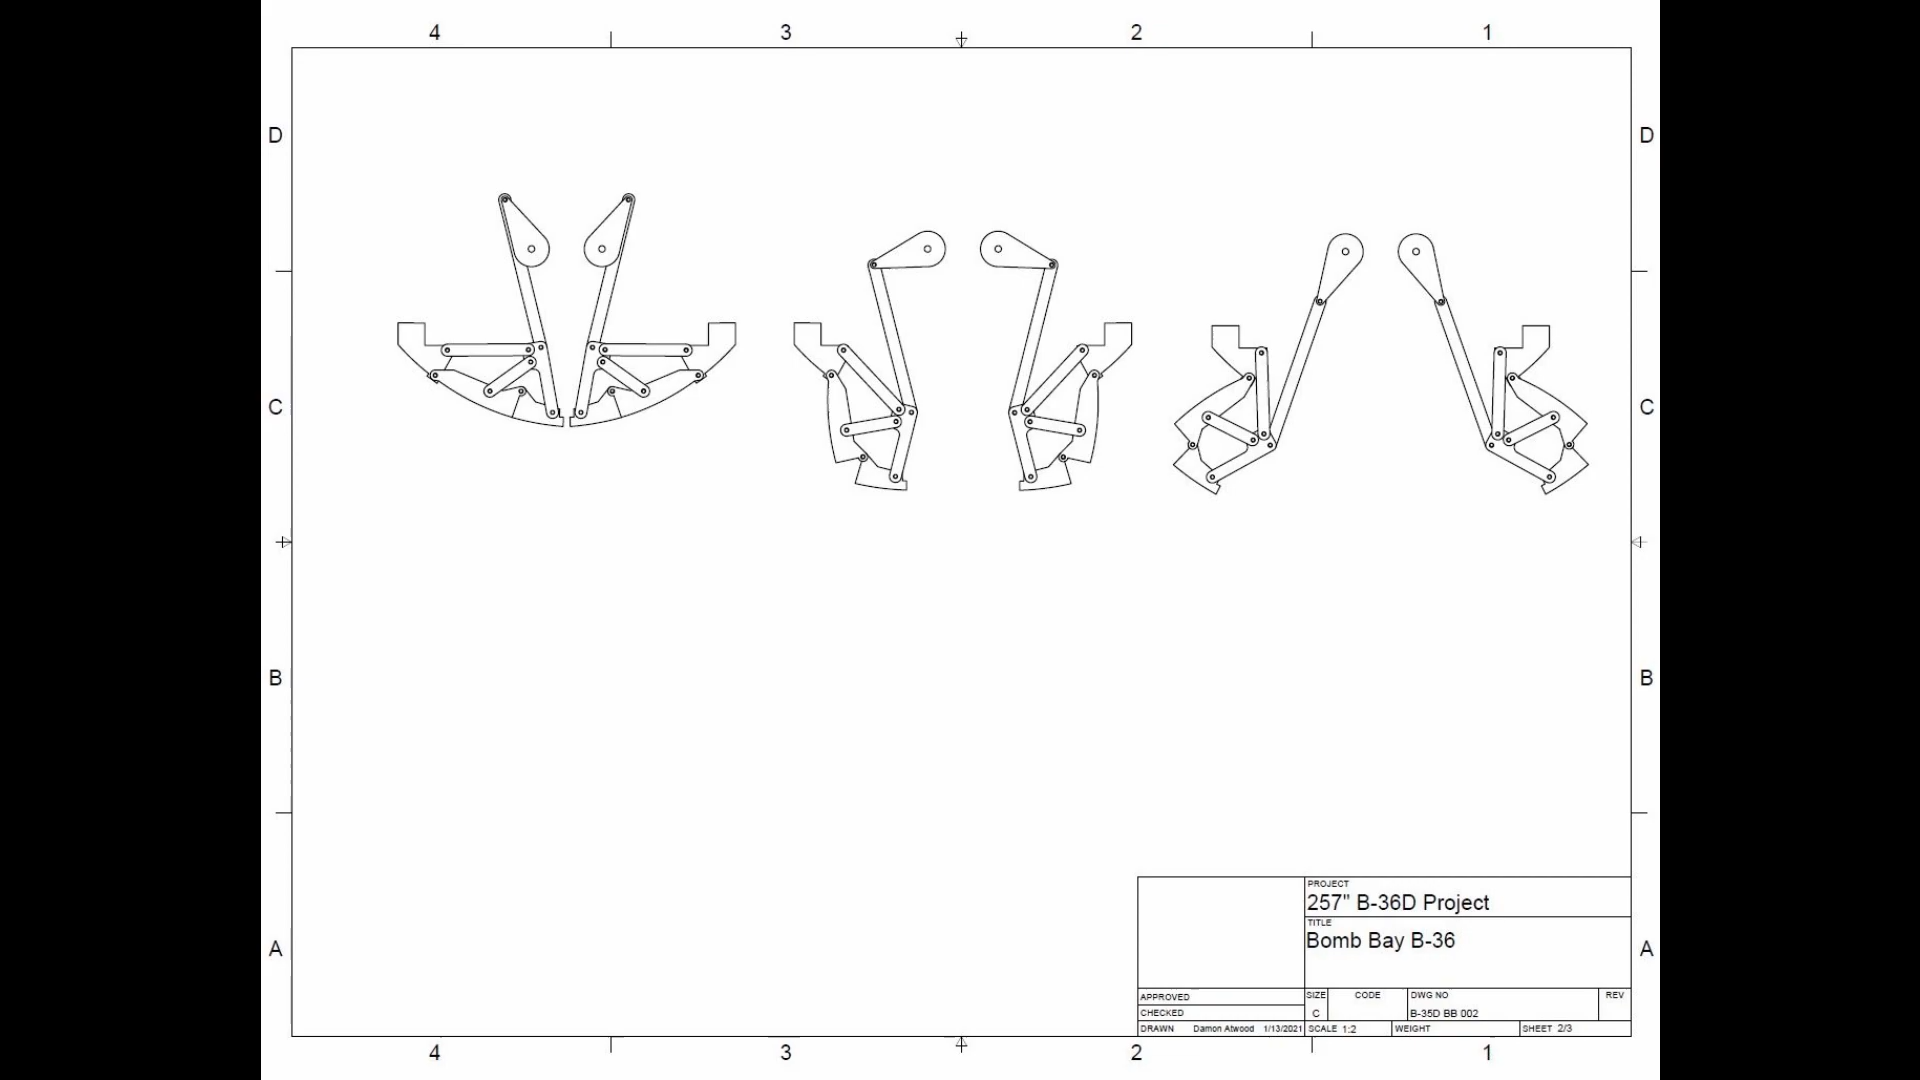 4 3 2 1
D D
C C
B B
A A
PROJECT
257" B-36D Project
TITLE
Bomb Bay B-36
APPROVED
CHECKED
DRAWN Damon Atwood 1/13/2021
SIZE CODE DWG NO REV
C B-35D BB 002
SCALE 1:2 WEIGHT SHEET 2/3
4 3 2 1